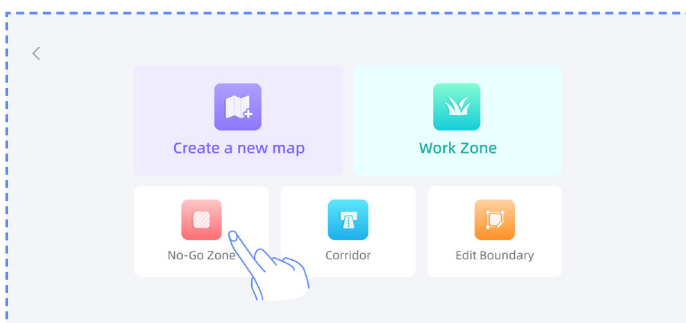 Create a new map
Work Zone
No-Go Zone
Corridor
Edit Boundary